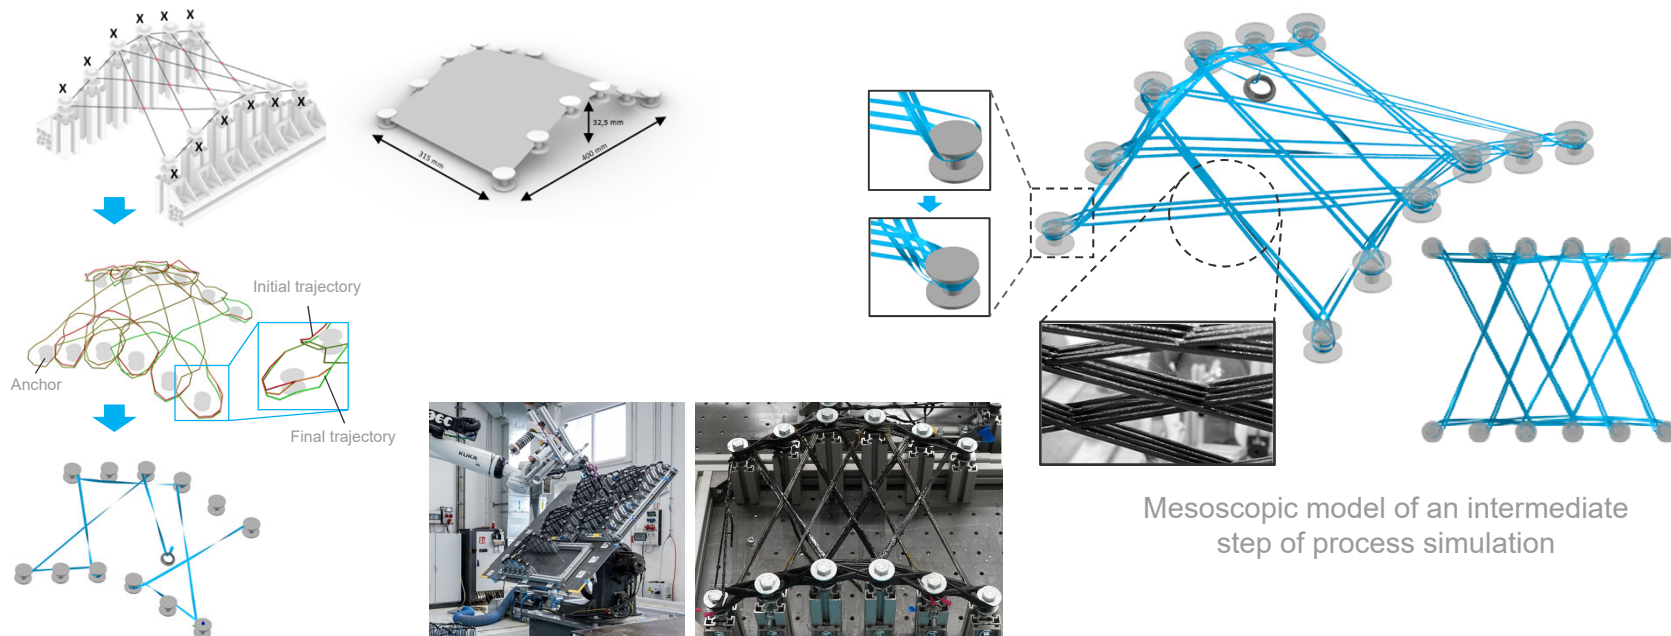 X X X X X
X
X
X
X X X X
X
X
X
32,5 mm
315 mm
400 mm
Initial trajectory
Anchor
Final trajectory
KUKA
Mesoscopic model of an intermediate
step of process simulation